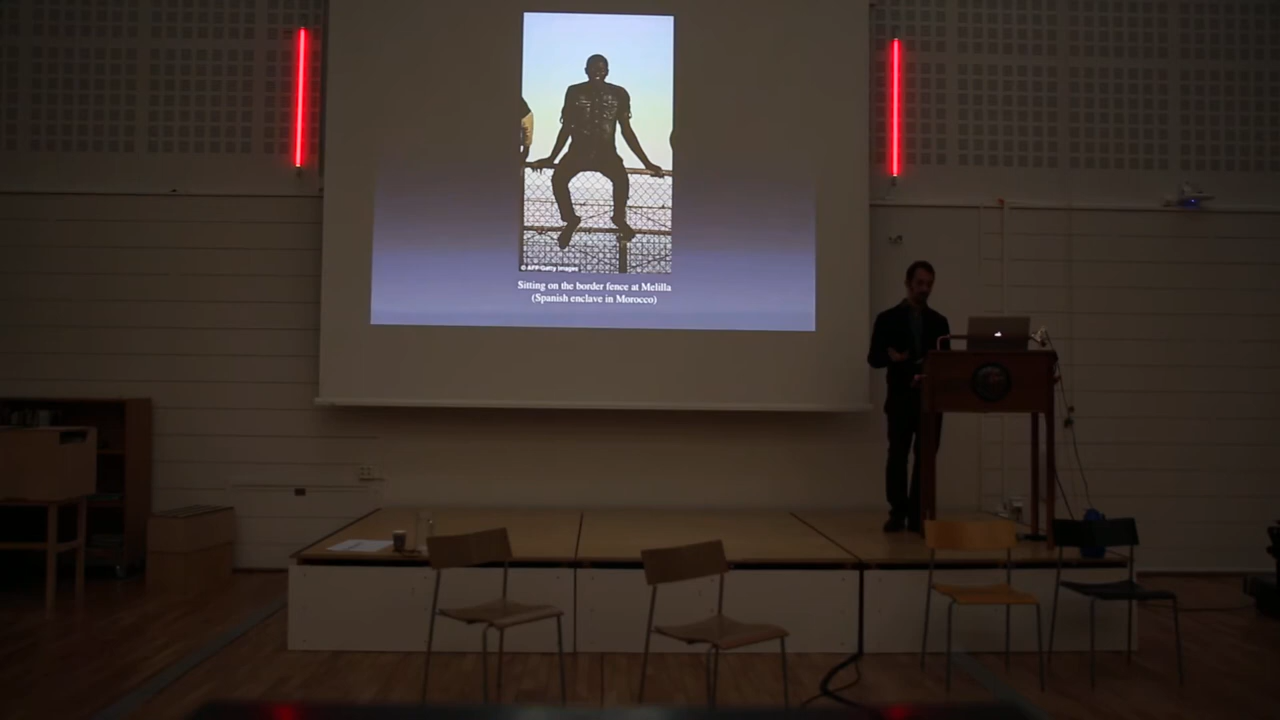 © AFP/Getty Images
Sitting on the border fence at Melilla
(Spanish enclave in Morocco)